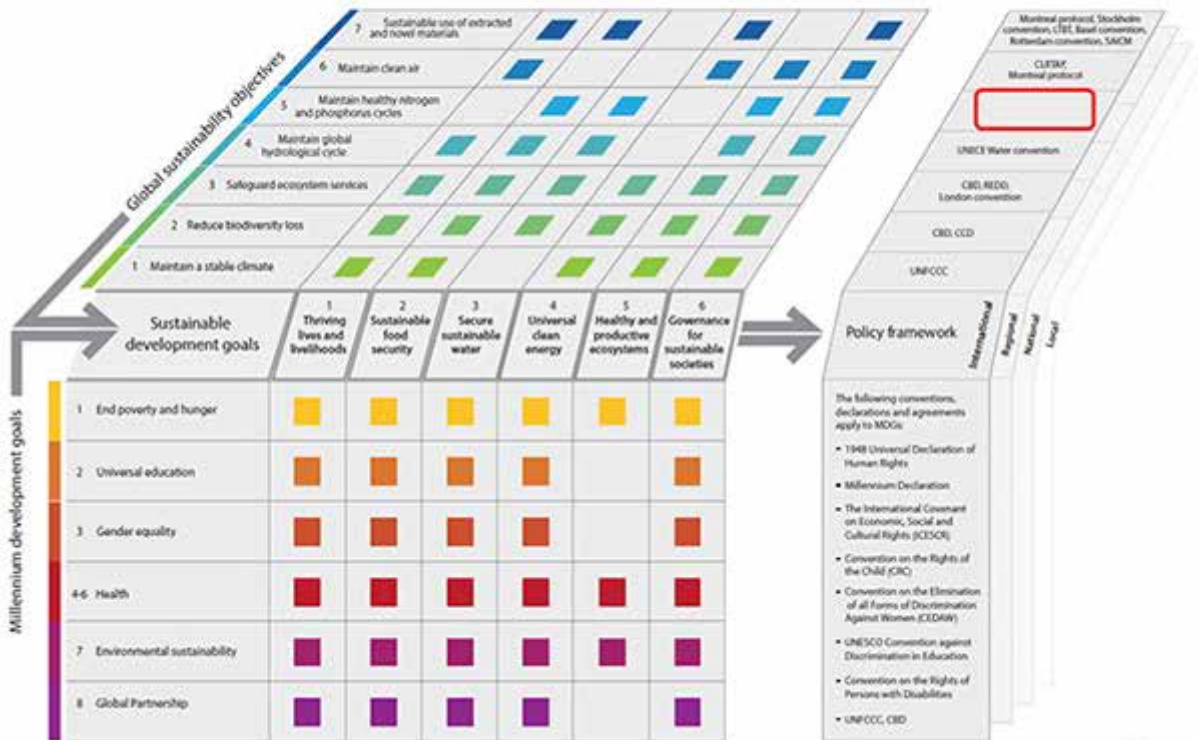 Global sustainability objectives
7 Sustainable use of extracted
and novel materials
6 Maintain clean air
5 Maintain healthy nitrogen
and phosphorus cycles
4 Maintain global
hydrological cycle
3 Safeguard ecosystem services
2 Reduce biodiversity loss
1 Maintain a stable climate
Montreal protocol, Stockholm
convention, LTBT, Basel convention,
Rotterdam convention, SAICM
Montreal protocol
UNECE Water convention
CBD, REDD,
London convention
CBD, CCD
UNFCCC
Sustainable
development goals
1
Thriving
lives and
livelihoods
2
Sustainable
food
security
3
Secure
sustainable
water
4
Universal
clean
energy
5
Healthy and
productive
ecosystems
6
Governance
for
sustainable
societies
Policy framework
International
Regional
National
Local
Millennium development goals
1 End poverty and hunger
2 Universal education
3 Gender equality
4-6 Health
7 Environmental sustainability
8 Global Partnership
The following conventions,
declarations and agreements
apply to MDGs:
• 1948 Universal Declaration of
Human Rights
• Millennium Declaration
• The International Covenant
on Economic, Social and
Cultural Rights (ICESCR)
• Convention on the Rights of
the Child (CRC)
• Convention on the Elimination
of all Forms of Discrimination
Against Women (CEDAW)
• UNESCO Convention against
Discrimination in Education
• Convention on the Rights of
Persons with Disabilities
• UNFCCC, CBD